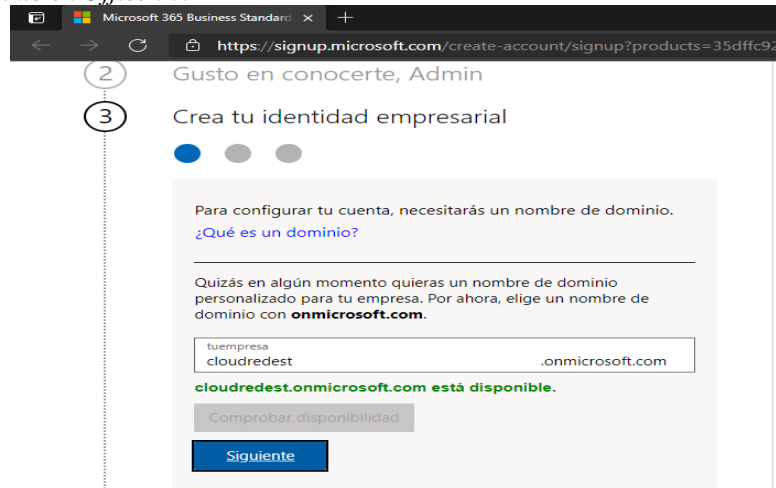 Microsoft 365 Business Standard
https://signup.microsoft.com/create-account/signup?products=35dffc92
2
Gusto en conocerte, Admin
3
Crea tu identidad empresarial
Para configurar tu cuenta, necesitarás un nombre de dominio.
¿Qué es un dominio?
Quizás en algún momento quieras un nombre de dominio
personalizado para tu empresa. Por ahora, elige un nombre de
dominio con onmicrosoft.com.
tuempresa
cloudredest .onmicrosoft.com
cloudredest.onmicrosoft.com está disponible.
Comprobar disponibilidad
Siguiente